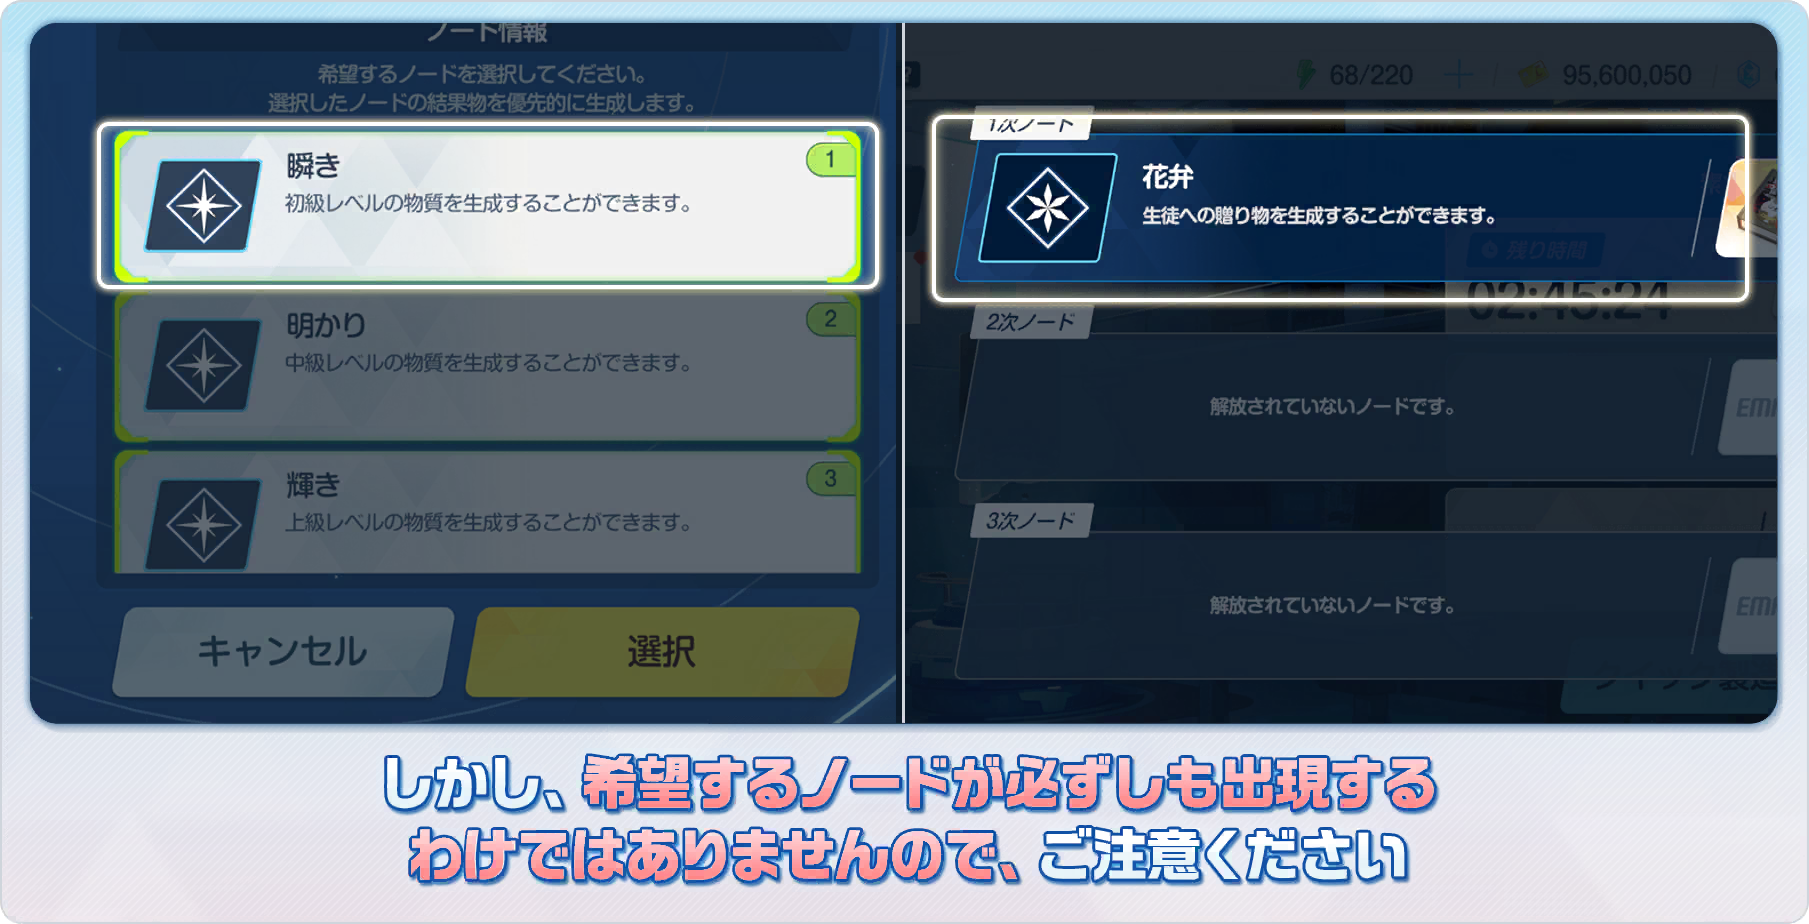 ノード情報
希望するノードを選択してください。
選択したノードの結果物を優先的に生成します。
瞬き
1
初級レベルの物質を生成することができます。
明かり
2
中級レベルの物質を生成することができます。
輝き
3
上級レベルの物質を生成することができます。
キャンセル
選択
68/220
95,600,050
1次ノード
花弁
生徒への贈り物を生成することができます。
残り時間
02:45:24
2次ノード
解放されていないノードです。
3次ノード
解放されていないノードです。
しかし、希望するノードが必ずしも出現する
わけではありませんので、ご注意ください